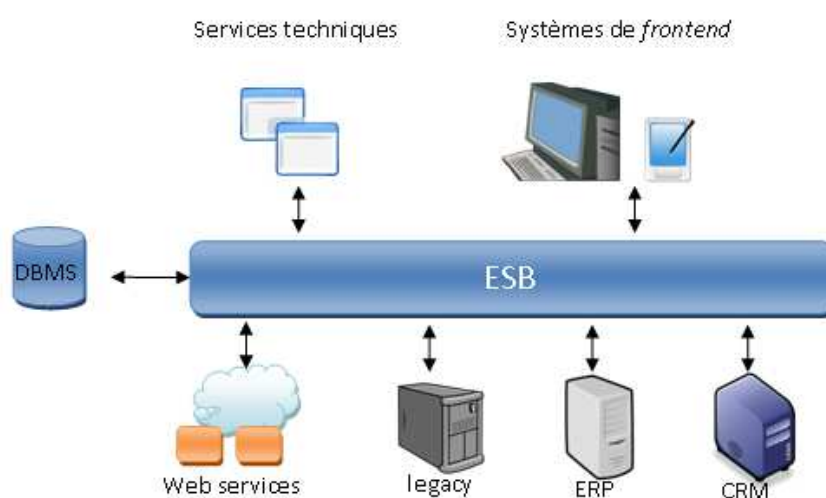 Services techniques
Systèmes de frontend
DBMS
ESB
Web services
legacy
ERP
CRM